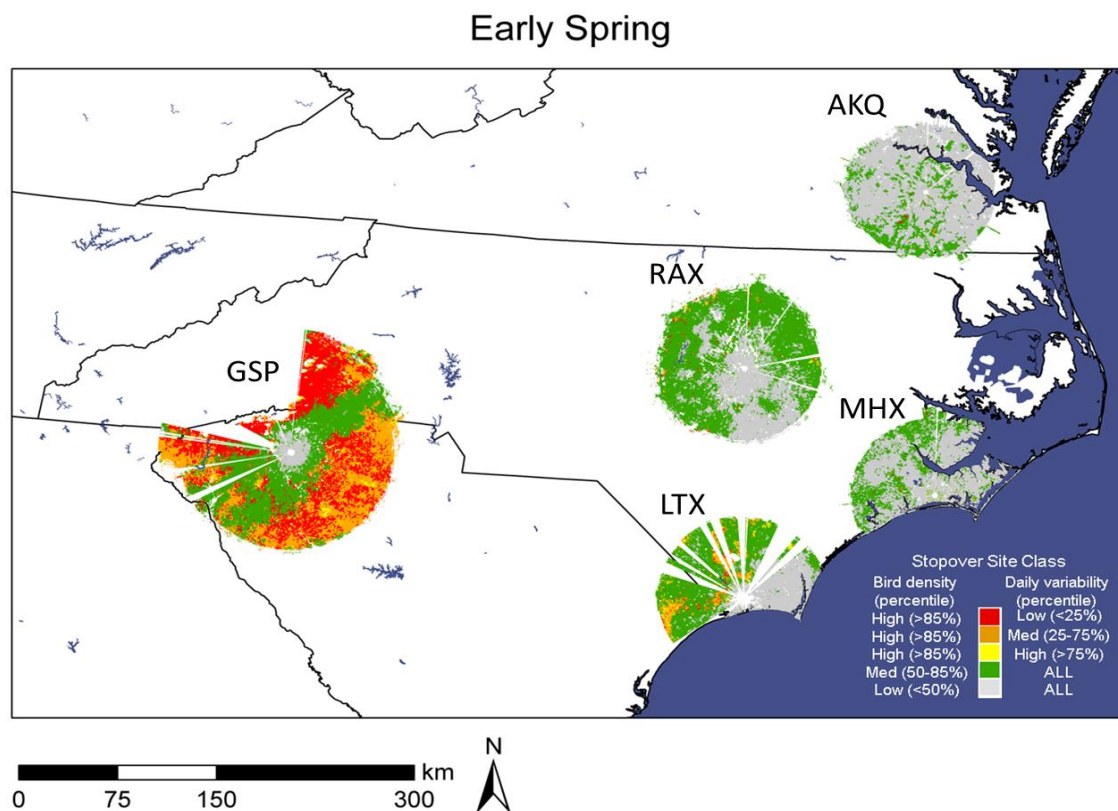 Early Spring
AKQ
RAX
GSP
MHX
LTX
Stopover Site Class
Bird density Daily variability
(percentile) (percentile)
High (>85%) Low (<25%)
High (>85%) Med (25-75%)
High (>85%) High (>75%)
Med (50-85%) ALL
Low (<50%) ALL
km
0 75 150 300
N